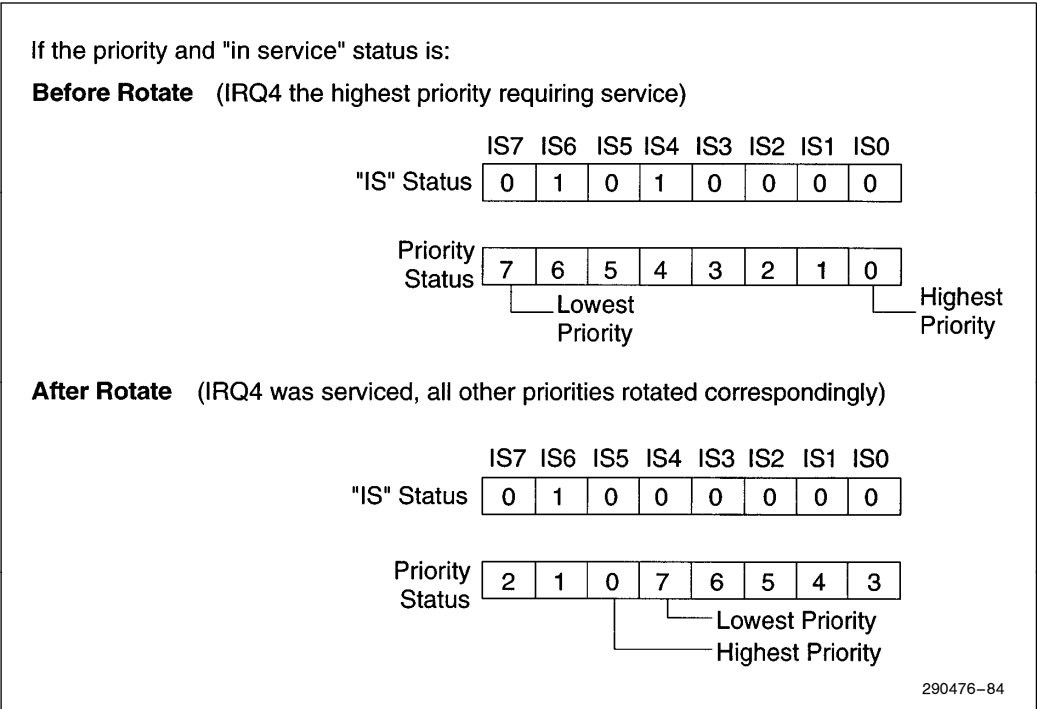 If the priority and "in service" status is:
Before Rotate (IRQ4 the highest priority requiring service)
IS7 IS6 IS5 IS4 IS3 IS2 IS1 IS0
"IS" Status 0 1 0 1 0 0 0 0
Priority
Status 7 6 5 4 3 2 1 0
Lowest
Priority
Highest
Priority
After Rotate (IRQ4 was serviced, all other priorities rotated correspondingly)
IS7 IS6 IS5 IS4 IS3 IS2 IS1 IS0
"IS" Status 0 1 0 0 0 0 0 0
Priority
Status 2 1 0 7 6 5 4 3
Lowest Priority
Highest Priority
290476–84